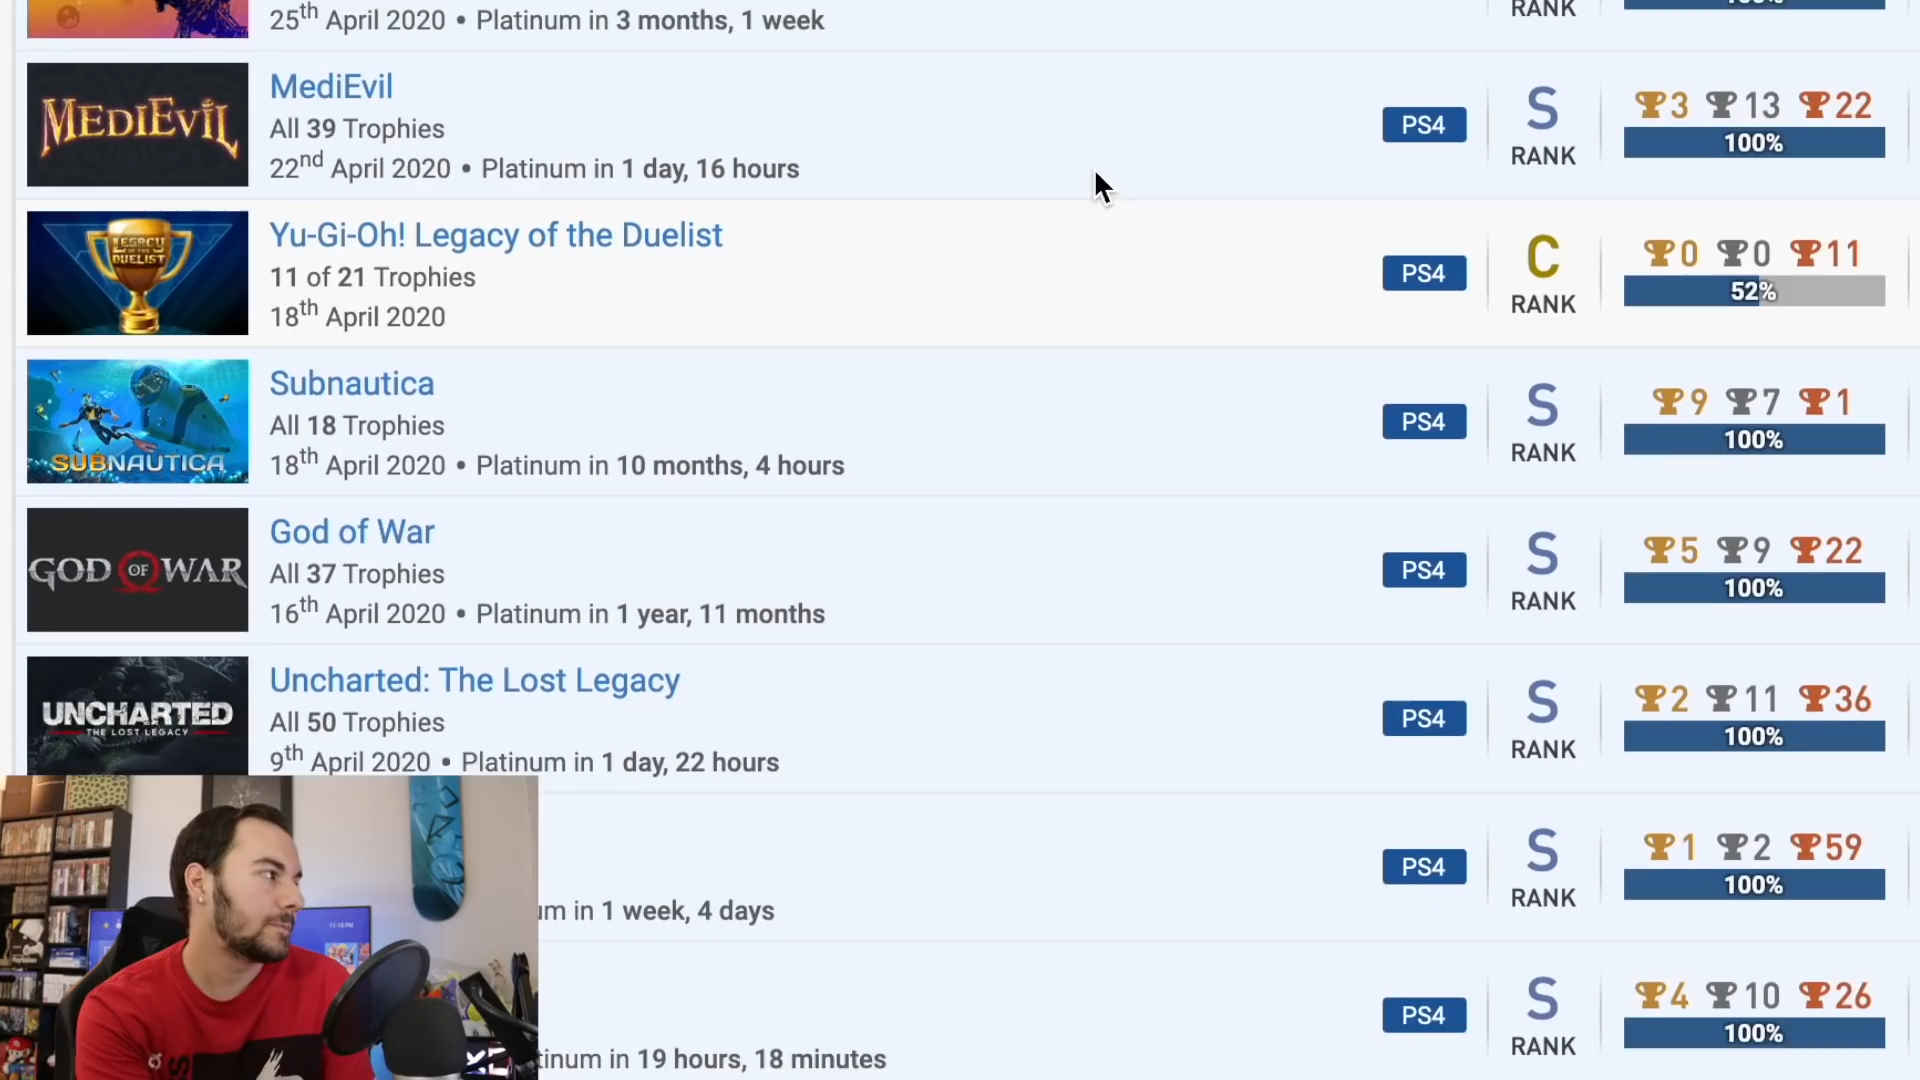 25th April 2020 • Platinum in 3 months, 1 week
RANK
100%
MEDIEVIL
MediEvil
All 39 Trophies
22nd April 2020 • Platinum in 1 day, 16 hours
PS4
S
RANK
3 13 22
100%
LEGACY OF THE DUELIST
Yu-Gi-Oh! Legacy of the Duelist
11 of 21 Trophies
18th April 2020
PS4
C
RANK
0 0 11
52%
SUBNAUTICA
Subnautica
All 18 Trophies
18th April 2020 • Platinum in 10 months, 4 hours
PS4
S
RANK
9 7 1
100%
GOD OF WAR
God of War
All 37 Trophies
16th April 2020 • Platinum in 1 year, 11 months
PS4
S
RANK
5 9 22
100%
UNCHARTED
THE LOST LEGACY
Uncharted: The Lost Legacy
All 50 Trophies
9th April 2020 • Platinum in 1 day, 22 hours
PS4
S
RANK
2 11 36
100%
in 1 week, 4 days
PS4
S
RANK
1 2 59
100%
in 19 hours, 18 minutes
PS4
S
RANK
4 10 26
100%